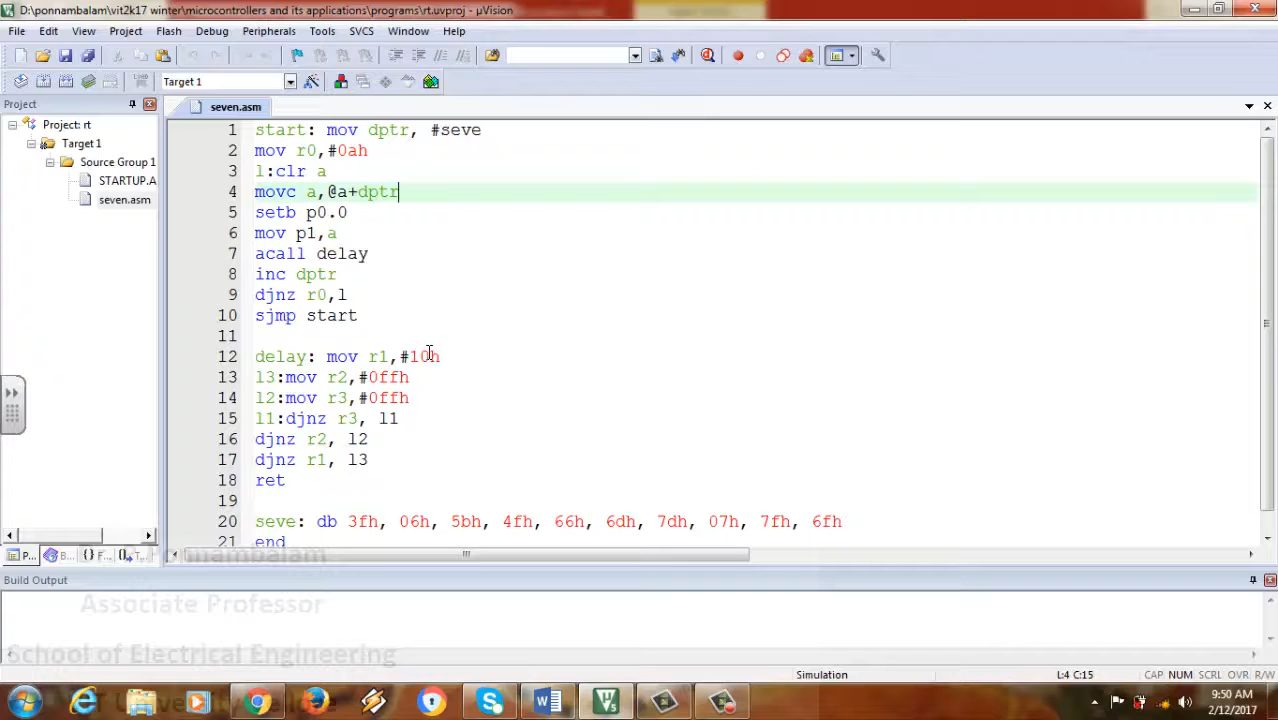 D:\ponnambalam\vit2k17 winter\microcontrollers and its applications\programs\rt.uvproj - µVision
File Edit View Project Flash Debug Peripherals Tools SVCS Window Help
Target 1
Project
seven.asm
Project: rt
Target 1
Source Group 1
STARTUP.A
seven.asm
1 start: mov dptr, #seve
2 mov r0,#0ah
3 l:clr a
4 movc a,@a+dptr
5 setb p0.0
6 mov p1,a
7 acall delay
8 inc dptr
9 djnz r0,l
10 sjmp start
11
12 delay: mov r1,#10h
13 l3:mov r2,#0ffh
14 l2:mov r3,#0ffh
15 l1:djnz r3, l1
16 djnz r2, l2
17 djnz r1, l3
18 ret
19
20 seve: db 3fh, 06h, 5bh, 4fh, 66h, 6dh, 7dh, 07h, 7fh, 6fh
21 end
P... B... {} F... T...
Ponnambalam
Build Output
Associate Professor
School of Electrical Engineering
Simulation L:4 C:15 CAP NUM SCRL OVR R/W
9:50 AM
2/12/2017